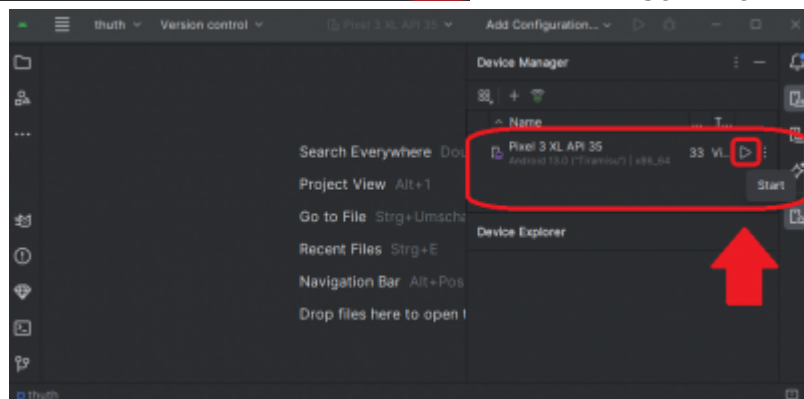 thuth Version control Pixel 3 XL API 35 Add Configuration...
Device Manager
Name ... T...
Pixel 3 XL API 35
Android 13.0 ("Tiramisu") | x86_64 33 Vi...
Start
Search Everywhere Dou
Project View Alt+1
Go to File Strg+Umscha
Recent Files Strg+E
Navigation Bar Alt+Pos
Drop files here to open t
Device Explorer
thuth